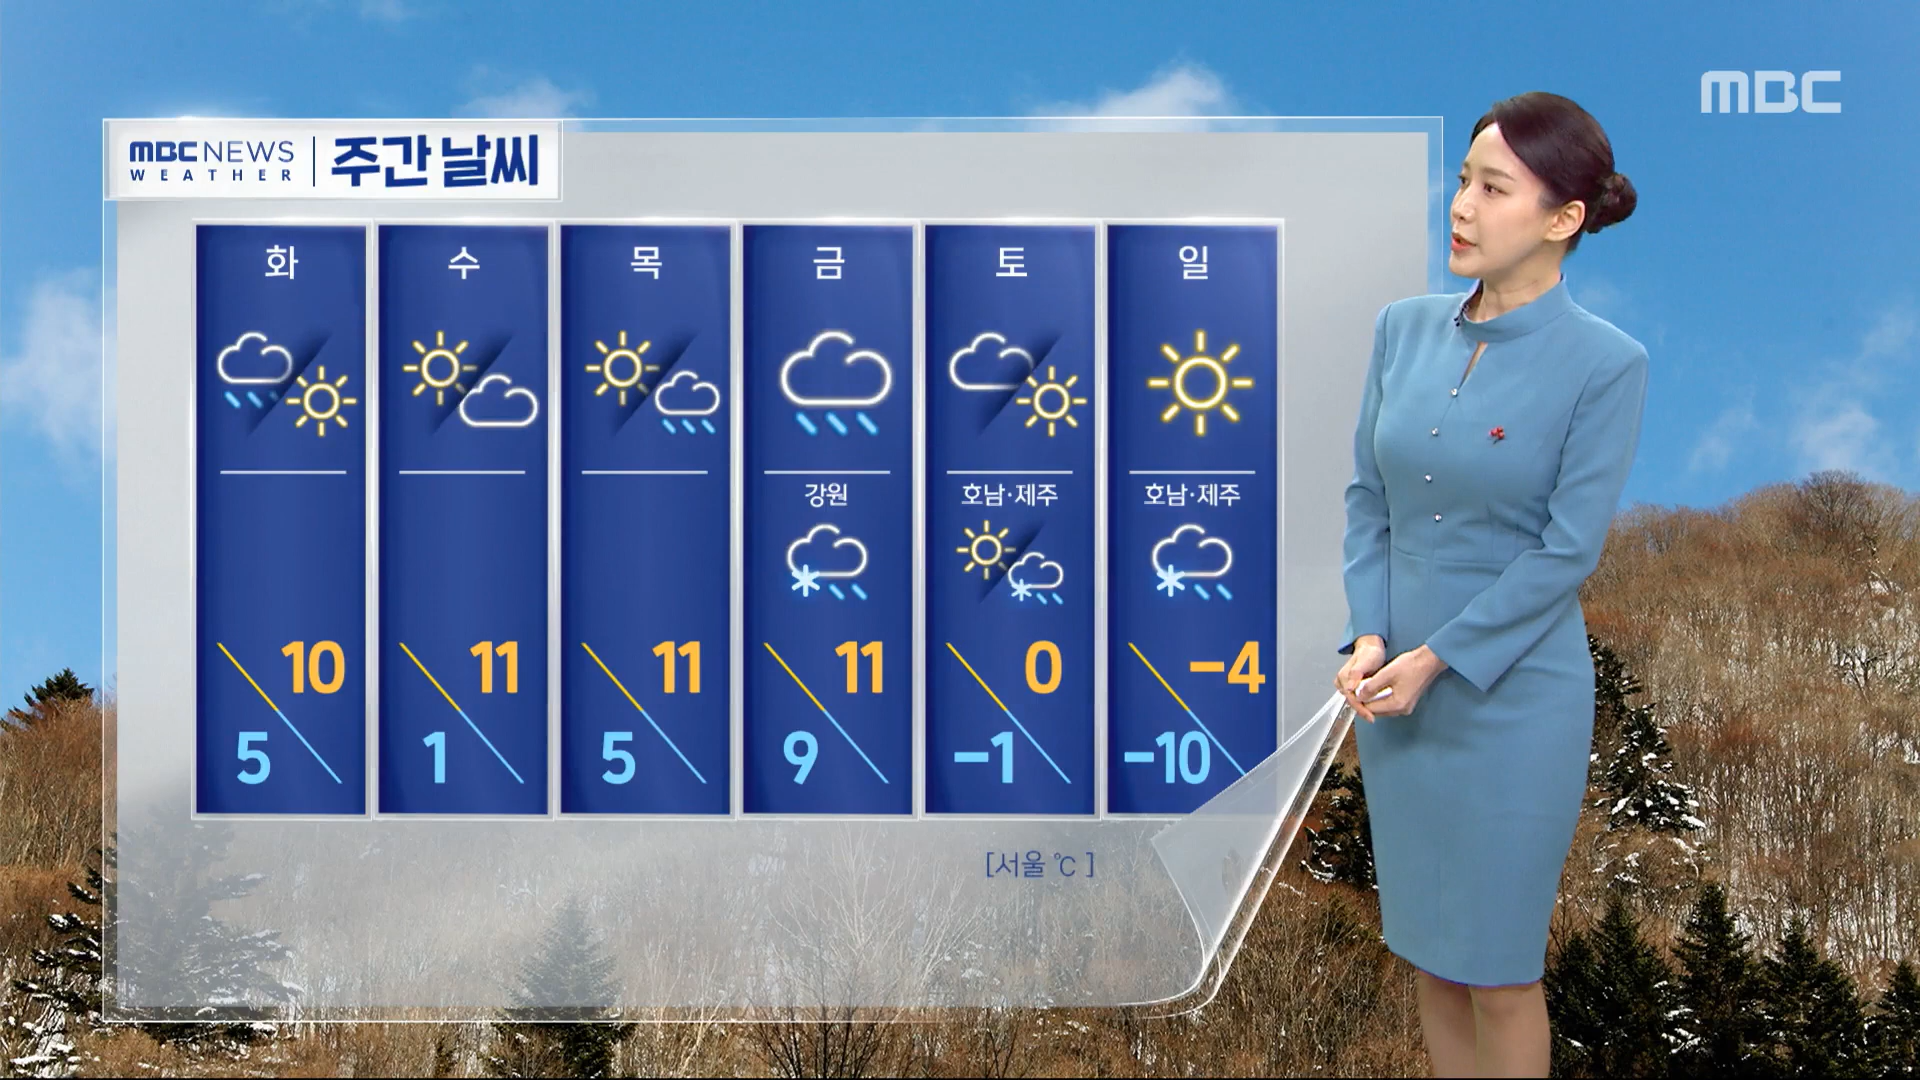 MBC
MBC NEWS
WEATHER
주간 날씨
화 수 목 금 토 일
강원 호남·제주 호남·제주
10 11 11 11 0 -4
5 1 5 9 -1 -10
[서울 ℃]